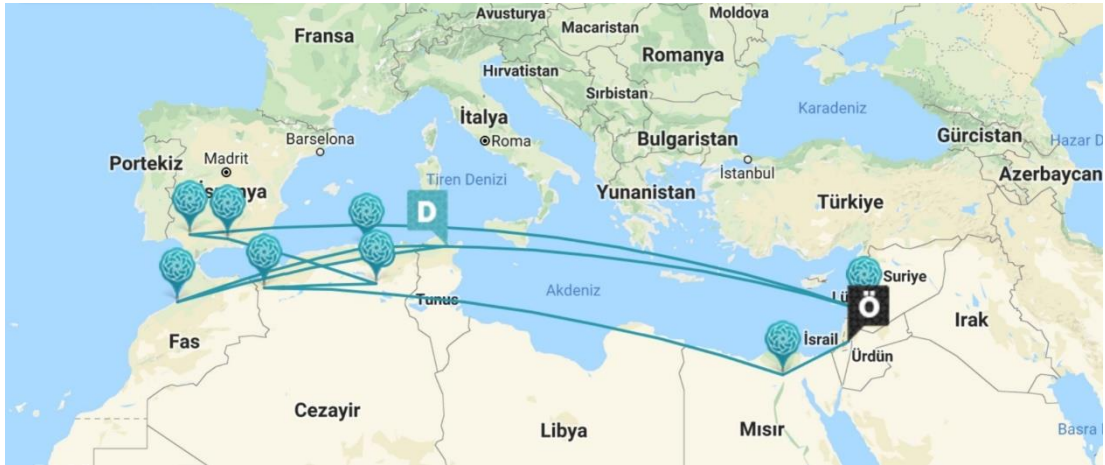 Avusturya
Moldova
Macaristan
Fransa
Romanya
Hırvatistan
Sırbistan
İtalya
Karadeniz
Roma
Bulgaristan
Gürcistan
Hazar D
Barselona
Portekiz
Madrit
İstanbul
Azerbaycan
Tiren Denizi
Yunanistan
Türkiye
D
Suriye
Akdeniz
Tunus
Ö
Irak
İsrail
Fas
Ürdün
Cezayir
Libya
Mısır
Basra